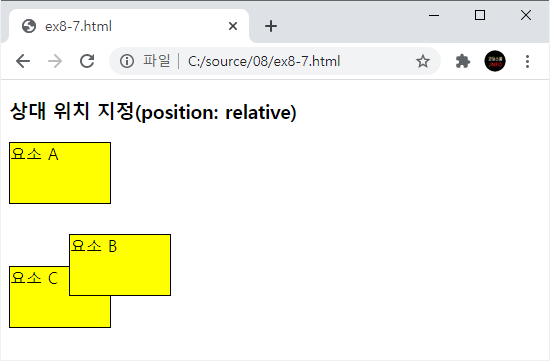 ex8-7.html
파일 C:/source/08/ex8-7.html
상대 위치 지정(position: relative)
요소 A
요소 B
요소 C